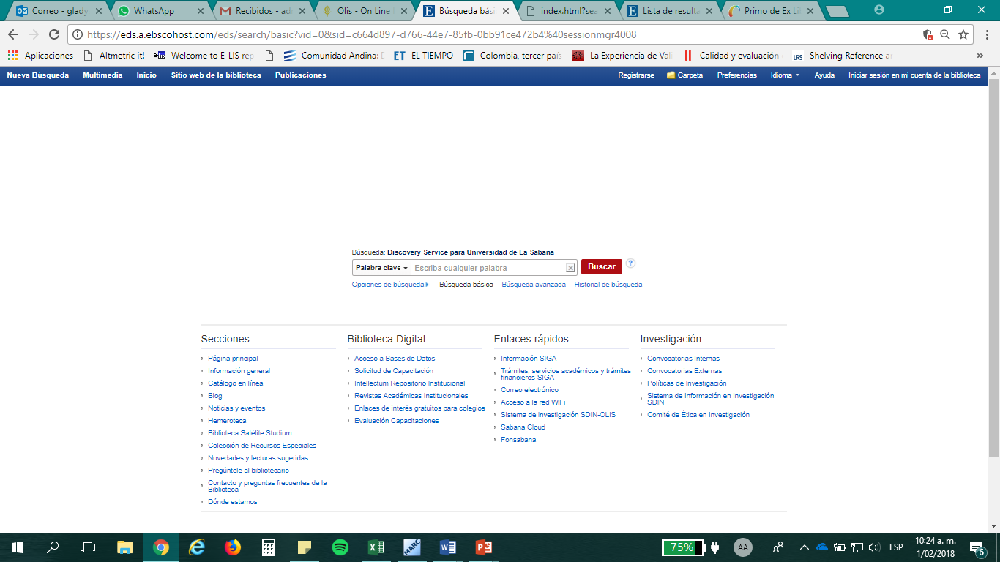 Correo - glady
WhatsApp
Recibidos - ad
Olis - On Line
Búsqueda bás
index.html?sea
Lista de resulta
Primo de Ex Li
https://eds.a.ebscohost.com/eds/search/basic?vid=0&sid=c664d897-d766-44e7-85fb-0bb91ce472b4%40sessionmgr4008
Aplicaciones
Altmetric it!
Welcome to E-LIS rep
Comunidad Andina:
ET EL TIEMPO
Colombia, tercer país
La Experiencia de Val
Calidad y evaluación
LRS Shelving Reference a
»
Nueva Búsqueda Multimedia Inicio Sitio web de la biblioteca Publicaciones
Registrarse Carpeta Preferencias Idioma Ayuda Iniciar sesión en mi cuenta de la biblioteca
Búsqueda: Discovery Service para Universidad de La Sabana
Palabra clave Escriba cualquier palabra Buscar ?
Opciones de búsqueda Búsqueda básica Búsqueda avanzada Historial de búsqueda
Secciones
Página principal
Información general
Catálogo en línea
Blog
Noticias y eventos
Hemeroteca
Biblioteca Satélite Studium
Colección de Recursos Especiales
Novedades y lecturas sugeridas
Pregúntele al bibliotecario
Contacto y preguntas frecuentes de la
Biblioteca
Dónde estamos
Biblioteca Digital
Acceso a Bases de Datos
Solicitud de Capacitación
Intellectum Repositorio Institucional
Revistas Académicas Institucionales
Enlaces de interés gratuitos para colegios
Evaluación Capacitaciones
Enlaces rápidos
Información SIGA
Trámites, servicios académicos y trámites
financieros-SIGA
Correo electrónico
Acceso a la red WiFi
Sistema de investigación SDIN-OLIS
Sabana Cloud
Fonsabana
Investigación
Convocatorias Internas
Convocatorias Externas
Políticas de Investigación
Sistema de Información en Investigación
SDIN
Comité de Ética en Investigación
MARC
75%
AA
ESP
10:24 a. m.
1/02/2018
6